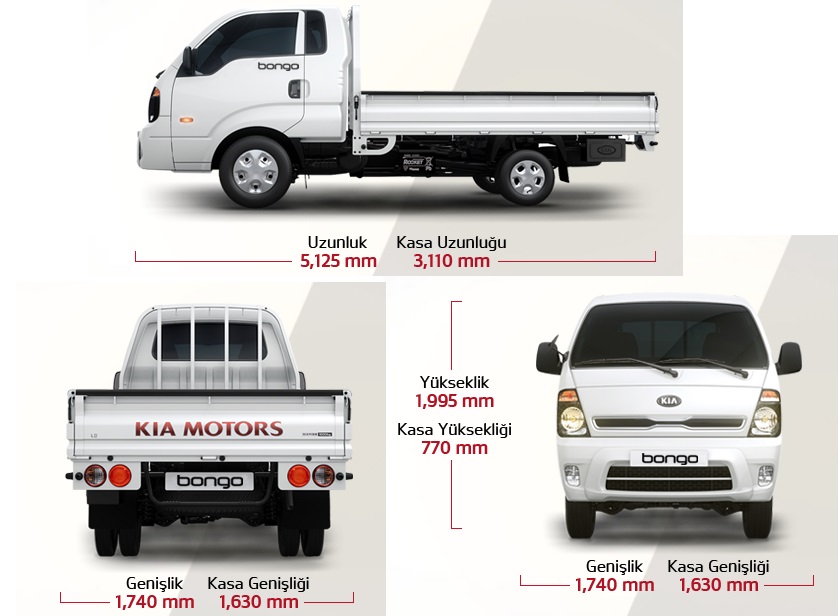 bongo
Uzunluk Kasa Uzunluğu
5,125 mm 3,110 mm
KIA MOTORS
bongo
Genişlik Kasa Genişliği
1,740 mm 1,630 mm
Yükseklik
1,995 mm
Kasa Yüksekliği
770 mm
KIA
bongo
Genişlik Kasa Genişliği
1,740 mm 1,630 mm